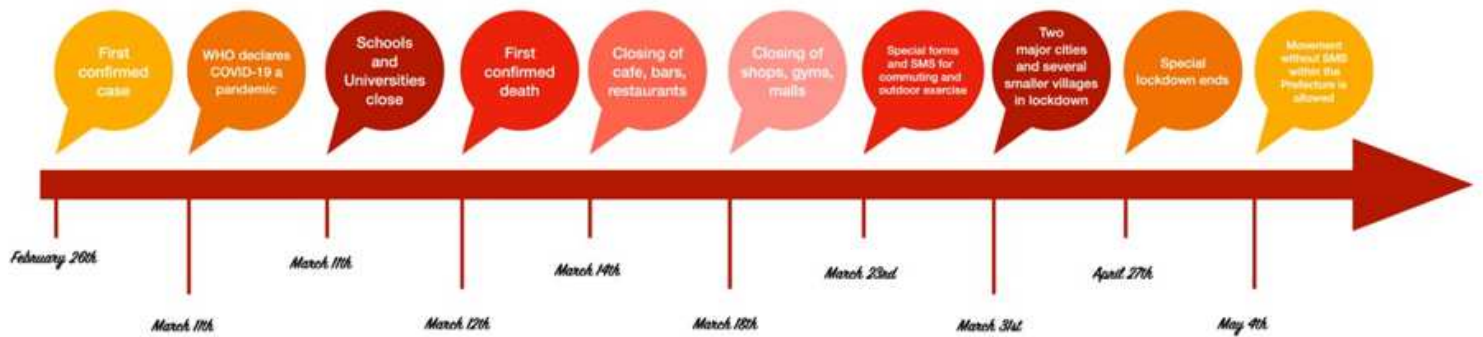 First
confirmed
case
WHO declares
COVID-19 a
pandemic
Schools
and
Universities
close
First
confirmed
death
Closing of
cafe, bars,
restaurants
Closing of
shops, gyms,
malls
Special forms
and SMS for
commuting and
outdoor exercise
Two
major cities
and several
smaller villages
in lockdown
Special
lockdown ends
Movement
without SMS
within the
Prefecture is
allowed
February 26th
March 11th
March 11th
March 12th
March 14th
March 18th
March 23rd
March 31st
April 27th
May 4th